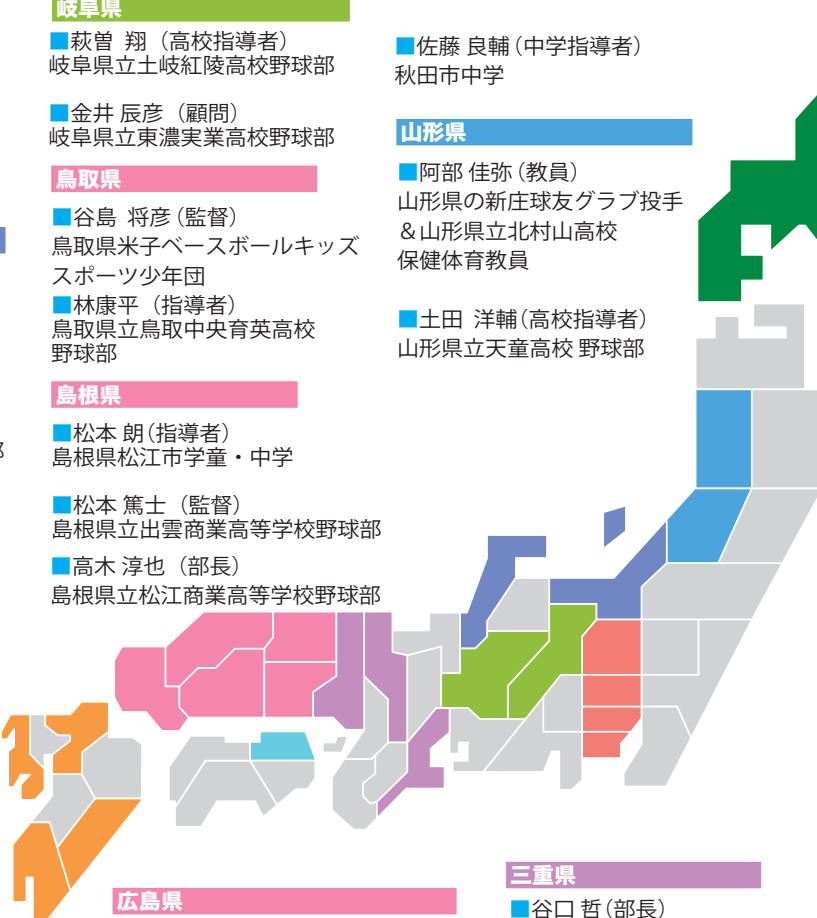 岐阜県
■萩曽 翔（高校指導者）
岐阜県立土岐紅陵高校野球部
■金井 辰彦（顧問）
岐阜県立東濃実業高校野球部
鳥取県
■谷島 将彦（監督）
鳥取県米子ベースボールキッズ
スポーツ少年団
■林康平（指導者）
鳥取県立鳥取中央育英高校
野球部
島根県
■松本 朗（指導者）
島根県松江市学童・中学
■松本 篤士（監督）
島根県立出雲商業高等学校野球部
■高木 淳也（部長）
島根県立松江商業高等学校野球部
■佐藤 良輔（中学指導者）
秋田市中学
山形県
■阿部 佳弥（教員）
山形県の新庄球友グラブ投手
＆山形県立北村山高校
保健体育教員
■土田 洋輔（高校指導者）
山形県立天童高校 野球部
広島県
三重県
■谷口 哲（部長）